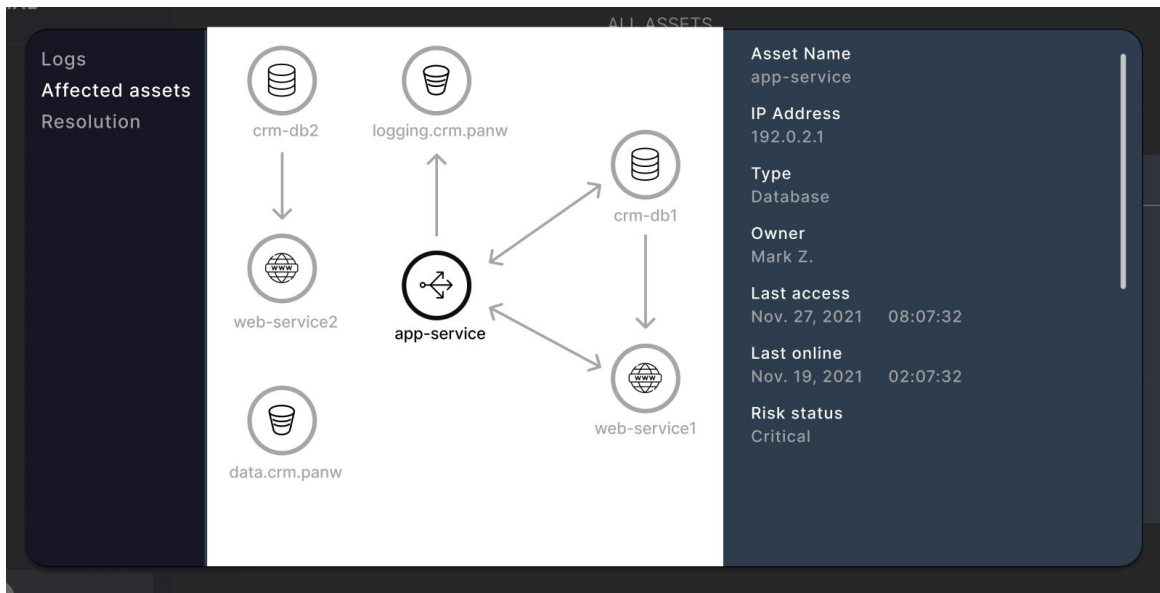 ALL ASSETS
Logs
Affected assets
Resolution
crm-db2
logging.crm.panw
crm-db1
www
web-service2
app-service
www
web-service1
data.crm.panw
Asset Name
app-service
IP Address
192.0.2.1
Type
Database
Owner
Mark Z.
Last access
Nov. 27, 2021 08:07:32
Last online
Nov. 19, 2021 02:07:32
Risk status
Critical